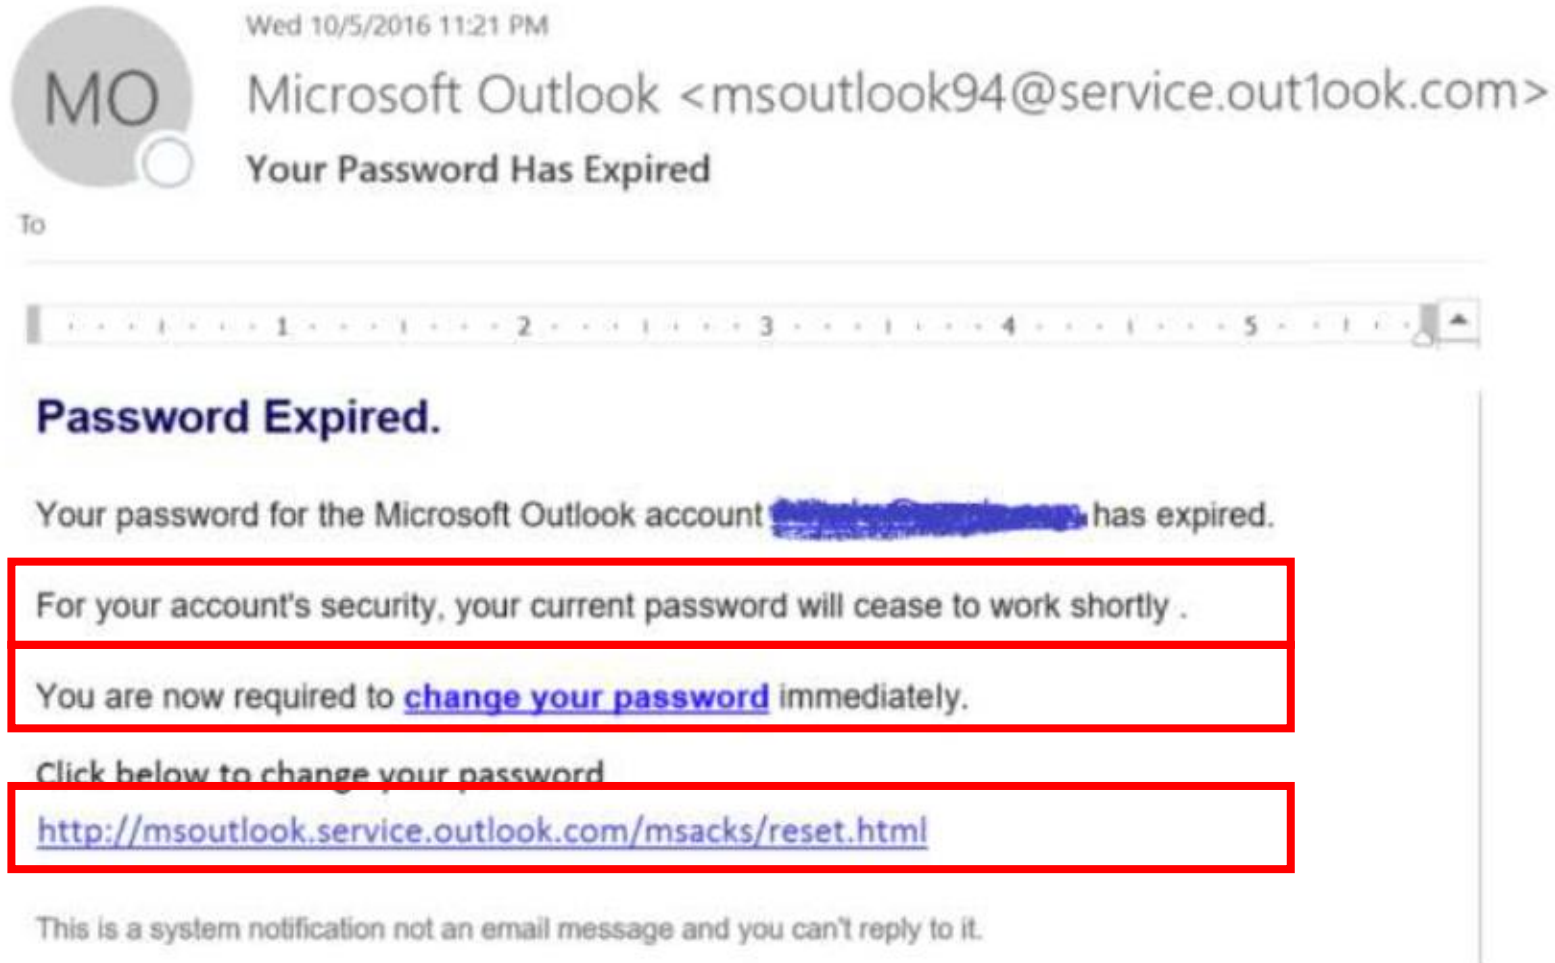 Wed 10/5/2016 11:21 PM
MO
Microsoft Outlook <msoutlook94@service.out1ook.com>
Your Password Has Expired
To
1 2 3 4 5
Password Expired.
Your password for the Microsoft Outlook account has expired.
For your account's security, your current password will cease to work shortly .
You are now required to change your password immediately.
Click below to change your password
http://msoutlook.service.outlook.com/msacks/reset.html
This is a system notification not an email message and you can't reply to it.